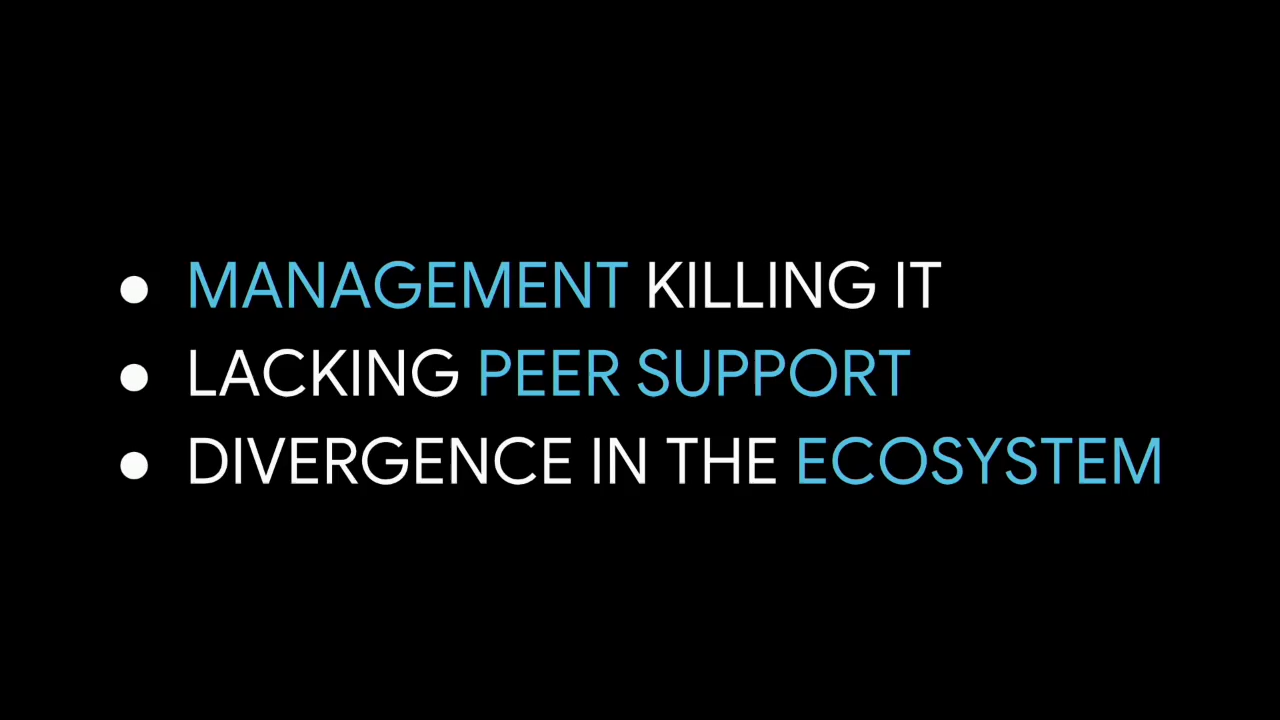 ● MANAGEMENT KILLING IT
● LACKING PEER SUPPORT
● DIVERGENCE IN THE ECOSYSTEM